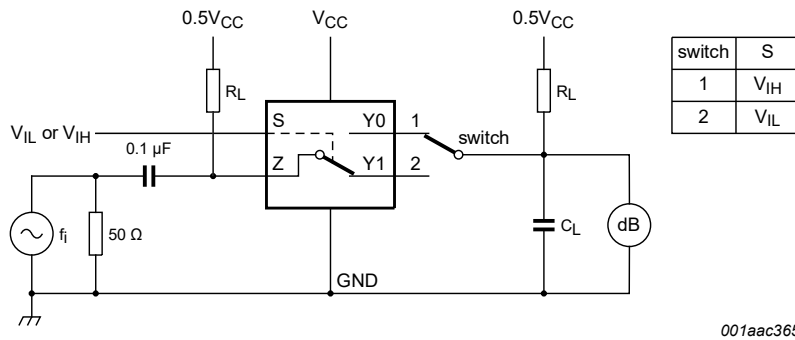 0.5VCC
VCC
0.5VCC
RL
RL
switch S
1 VIH
2 VIL
S
Y0
1
switch
VIL or VIH
0.1 µF
Z
Y1
2
fi
50 Ω
CL
dB
GND
001aac365